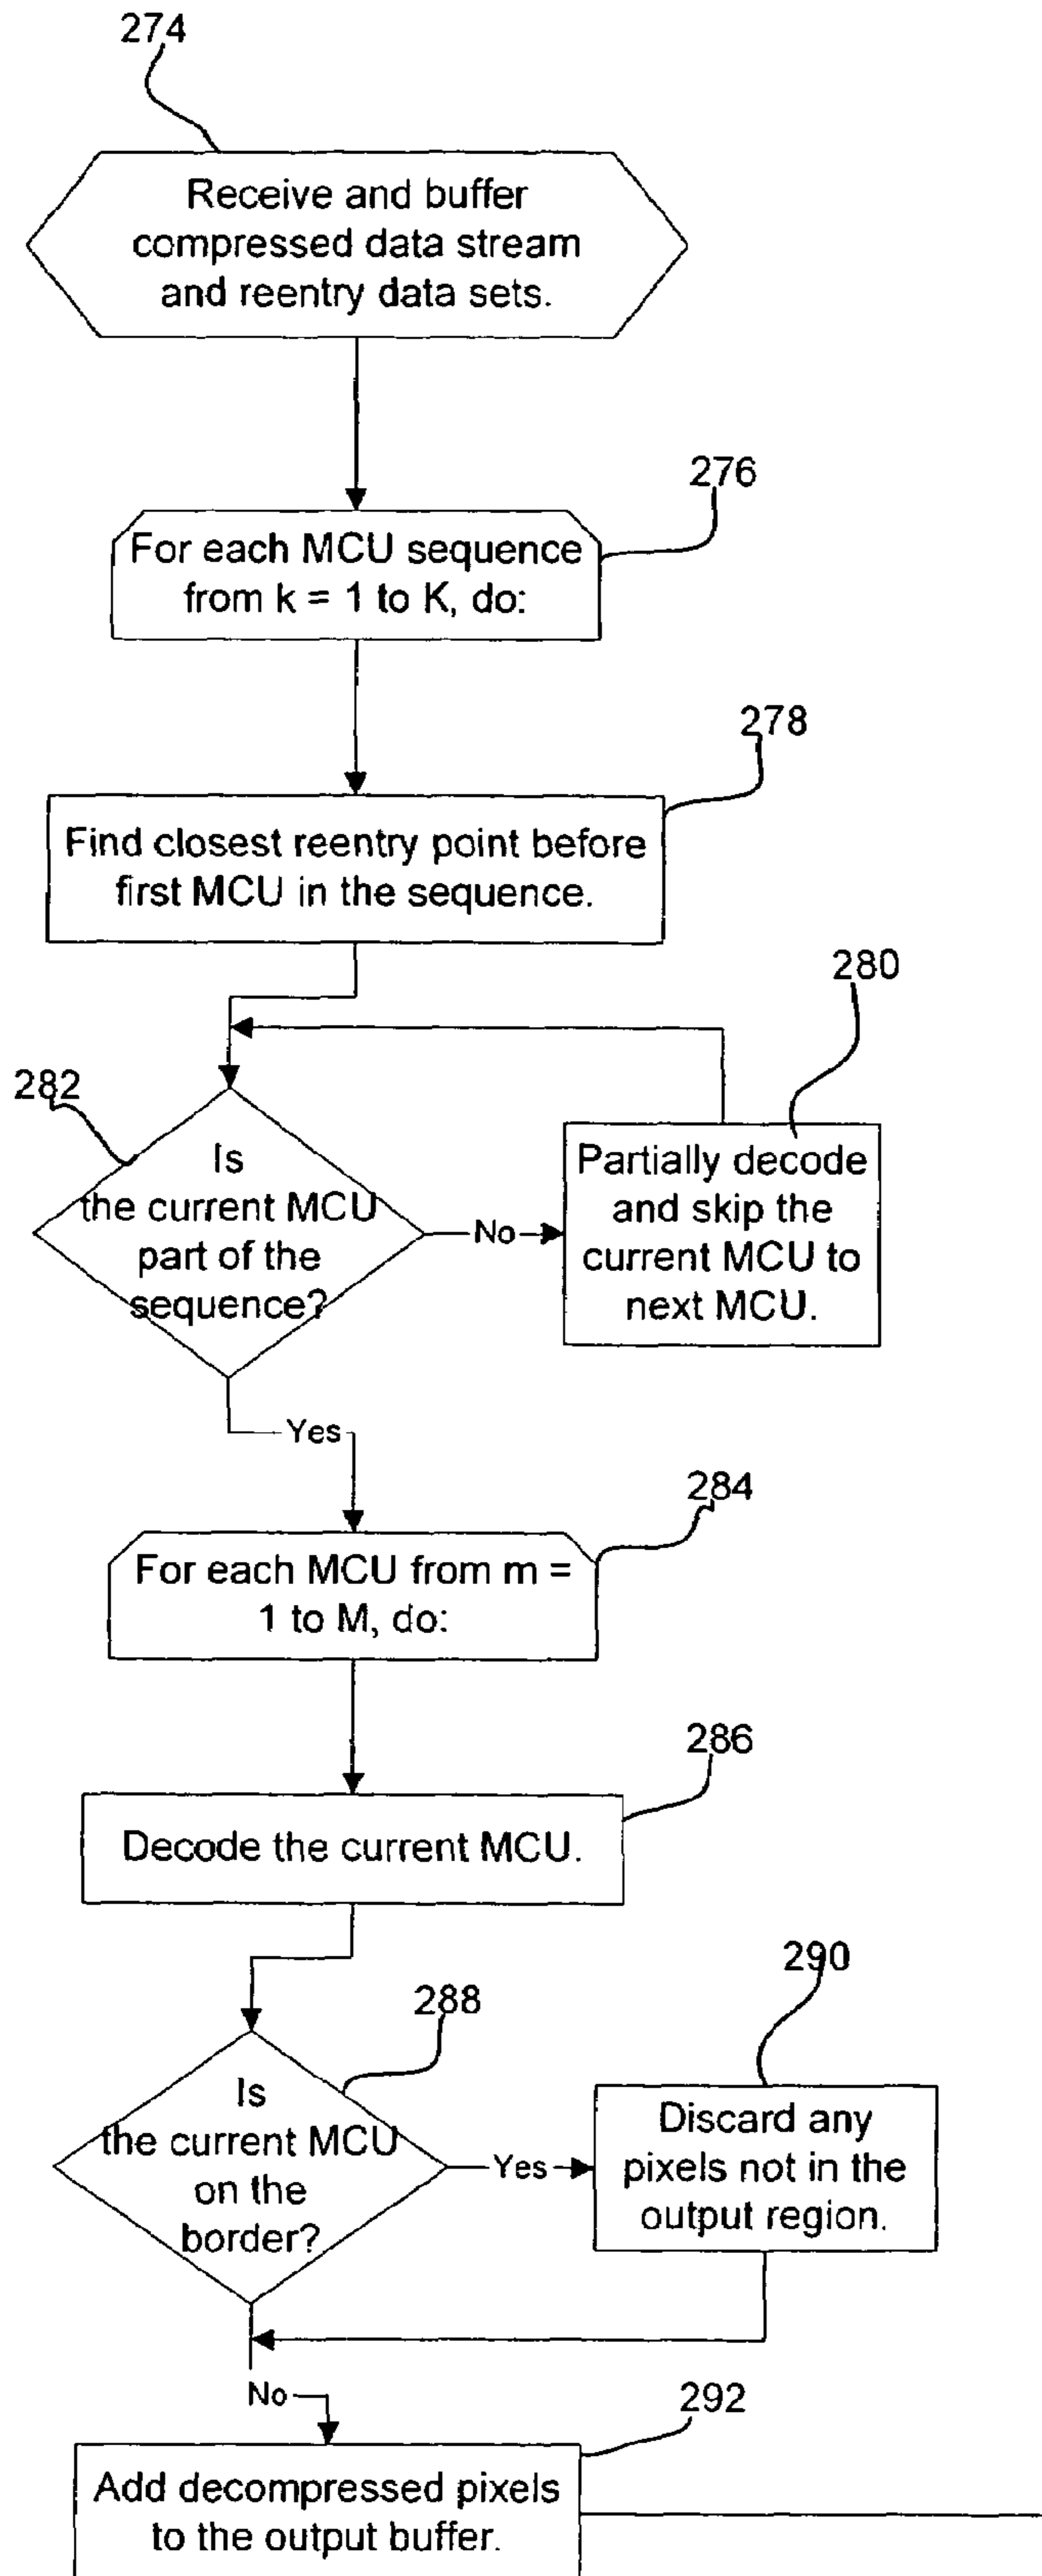 274
Receive and buffer
compressed data stream
and reentry data sets.
276
For each MCU sequence
from k = 1 to K, do:
278
Find closest reentry point before
first MCU in the sequence.
280
282
Is
the current MCU
part of the
sequence?
No
Partially decode
and skip the
current MCU to
next MCU.
Yes
284
For each MCU from m =
1 to M, do:
286
Decode the current MCU.
290
288
Is
the current MCU
on the
border?
Yes
Discard any
pixels not in the
output region.
No
292
Add decompressed pixels
to the output buffer.